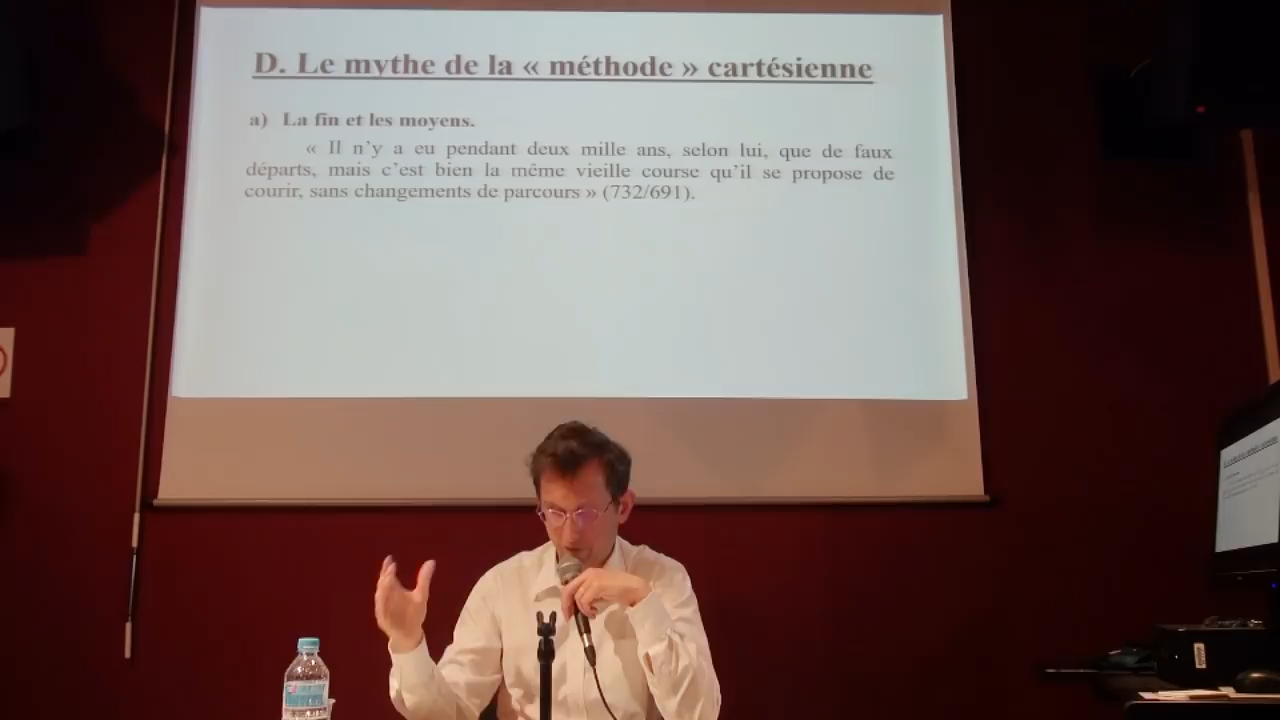 D. Le mythe de la « méthode » cartésienne
a) La fin et les moyens.
« Il n'y a eu pendant deux mille ans, selon lui, que de faux
départs, mais c'est bien la même vieille course qu'il se propose de
courir, sans changements de parcours » (732/691).